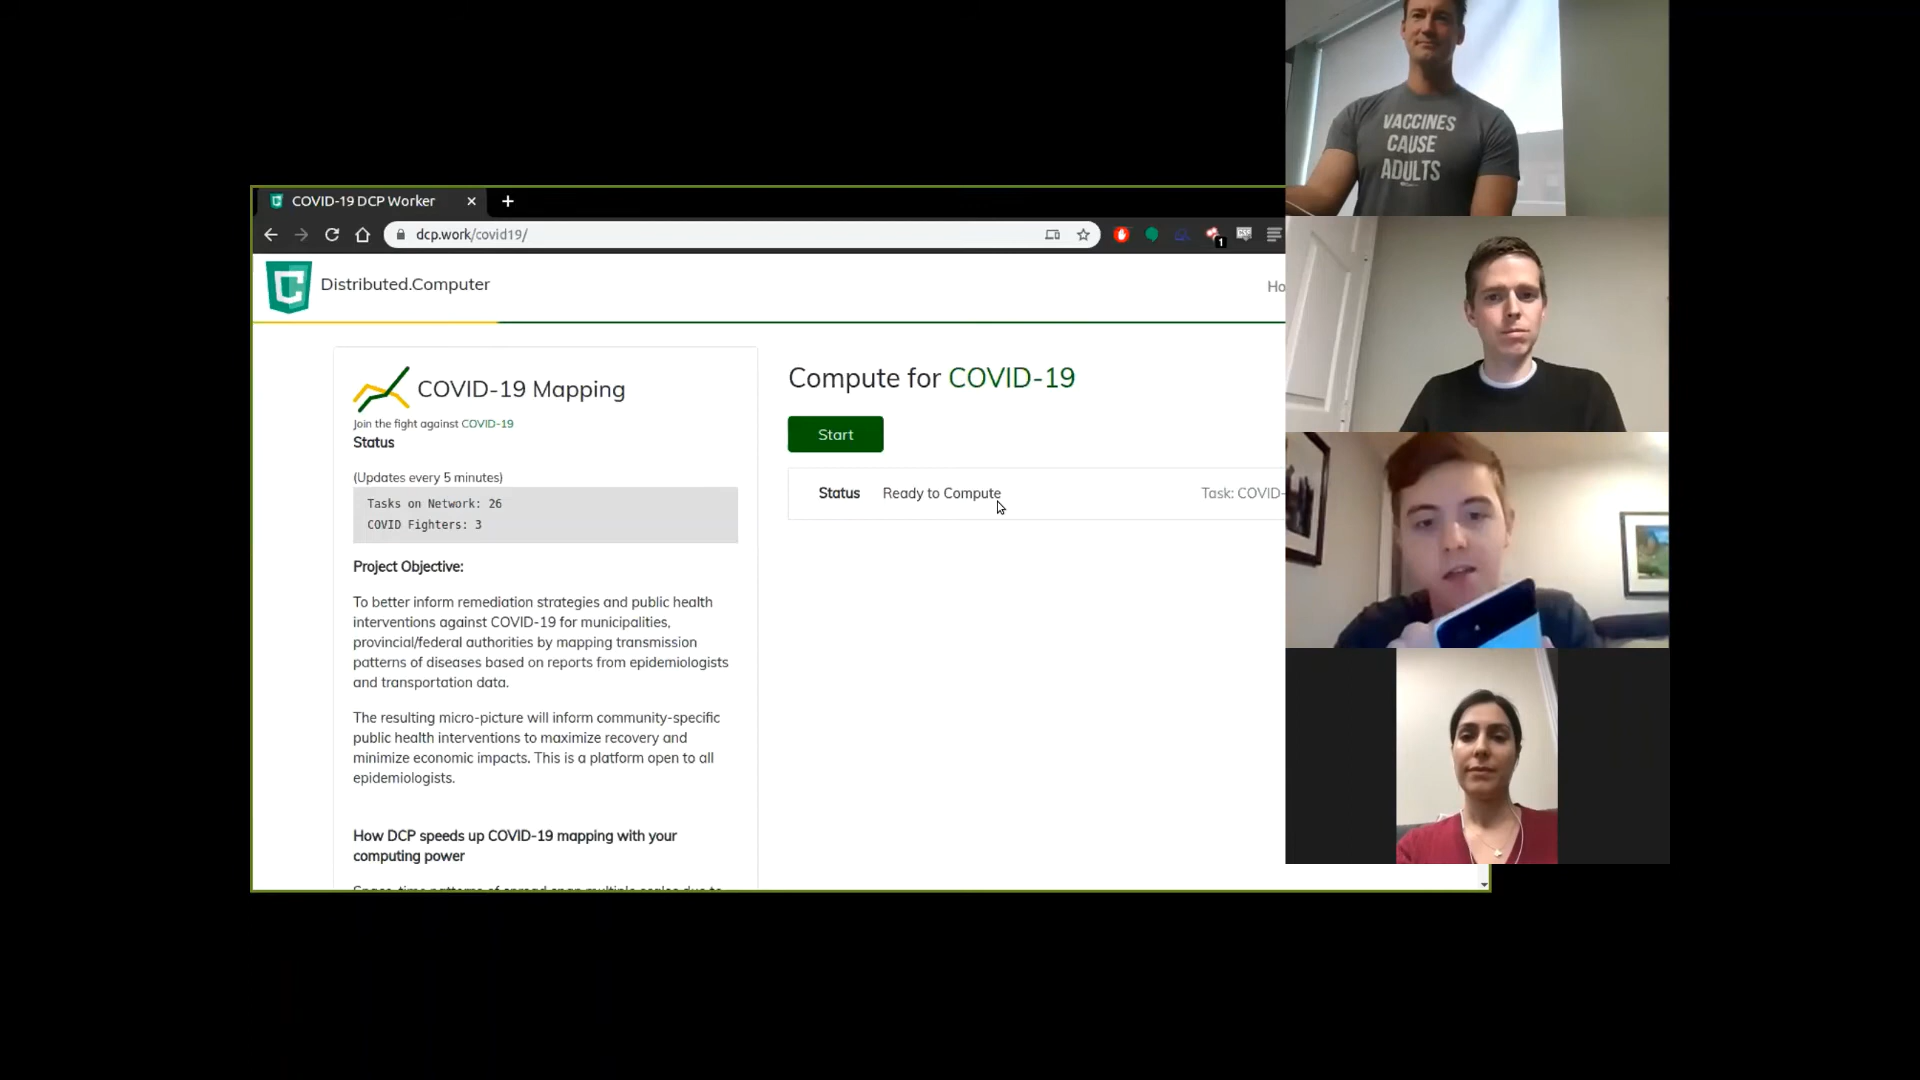 COVID-19 DCP Worker
dcp.work/covid19/
1
Distributed.Computer
Ho
COVID-19 Mapping
Join the fight against COVID-19
Status
(Updates every 5 minutes)
Tasks on Network: 26
COVID Fighters: 3
Project Objective:
To better inform remediation strategies and public health
interventions against COVID-19 for municipalities,
provincial/federal authorities by mapping transmission
patterns of diseases based on reports from epidemiologists
and transportation data.
The resulting micro-picture will inform community-specific
public health interventions to maximize recovery and
minimize economic impacts. This is a platform open to all
epidemiologists.
How DCP speeds up COVID-19 mapping with your
computing power
Compute for COVID-19
Start
Status Ready to Compute Task: COVID-
VACCINES
CAUSE
ADULTS